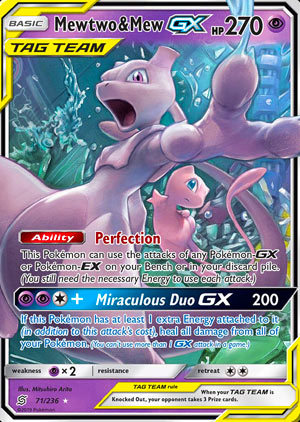 BASIC Mewtwo&Mew GX HP270
TAG TEAM
Ability Perfection
This Pokémon can use the attacks of any Pokémon-GX
or Pokémon-EX on your Bench or in your discard pile.
(You still need the necessary Energy to use each attack.)
+ Miraculous Duo GX 200
If this Pokémon has at least 1 extra Energy attached to it
(in addition to this attack's cost), heal all damage from all of
your Pokémon. (You can't use more than 1 GX attack in a game.)
weakness ×2 resistance retreat
TAG TEAM rule
When your TAG TEAM is
Knocked Out, your opponent takes 3 Prize cards.
Illus. Mitsuhiro Arita
71/236
©2019 Pokémon